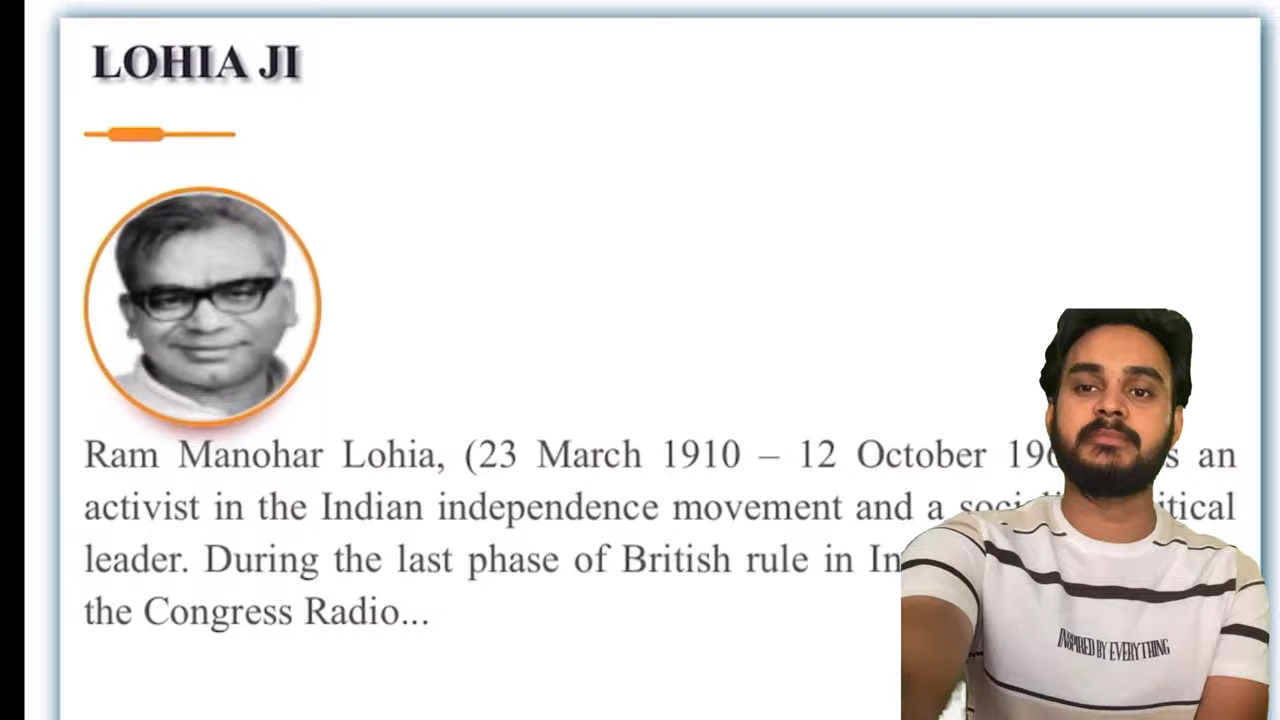 LOHIA JI
Ram Manohar Lohia, (23 March 1910 – 12 October an
activist in the Indian independence movement and a
leader. During the last phase of British rule in
the Congress Radio...
INSPIRED BY EVERYTHING